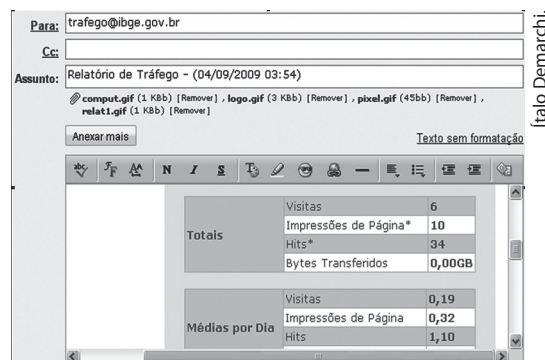 Para: trafego@ibge.gov.br
Cc:
Assunto: Relatório de Tráfego - (04/09/2009 03:54)
comput.gif (1 KBb) [Remover] , logo.gif (3 KBb) [Remover] , pixel.gif (45bb) [Remover] ,
relat1.gif (1 KBb) [Remover]
Anexar mais
Texto sem formatação
abc F F A A N I S T
Totais
Visitas 6
Impressões de Página* 10
Hits* 34
Bytes Transferidos 0,00GB
Médias por Dia
Visitas 0,19
Impressões de Página 0,32
Hits 1,10
Ítalo Demarchi.